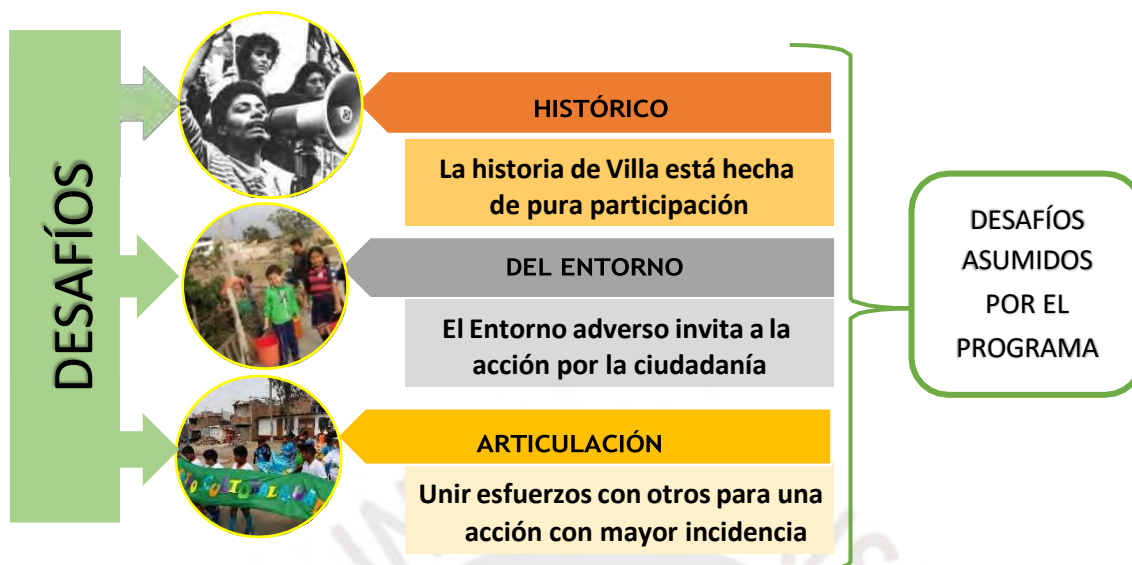 DESAFÍOS
HISTÓRICO
La historia de Villa está hecha
de pura participación
DEL ENTORNO
El Entorno adverso invita a la
acción por la ciudadanía
ARTICULACIÓN
Unir esfuerzos con otros para una
acción con mayor incidencia
DESAFÍOS
ASUMIDOS
POR EL
PROGRAMA